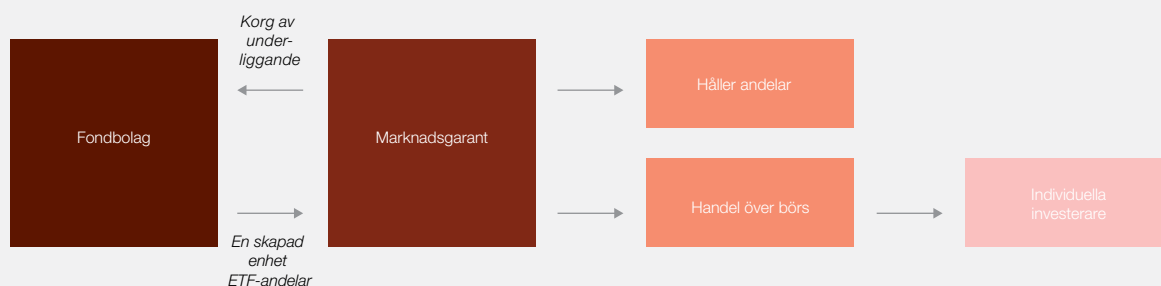 Korg av
under-
liggande
Fondbolag
Marknadsgarant
Håller andelar
Handel över börs
Individuella
investerare
En skapad
enhet
ETF-andelar